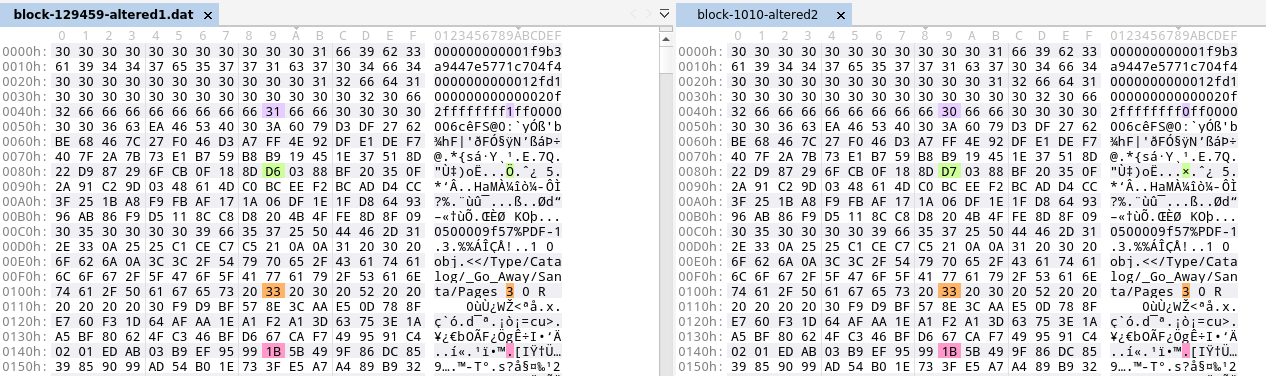 block-129459-altered1.dat ×
0 1 2 3 4 5 6 7 8 9 A B C D E F 0123456789ABCDEF
0000h: 30 30 30 30 30 30 30 30 30 30 30 31 66 39 62 33 000000000001f9b3
0010h: 61 39 34 34 37 65 35 37 37 31 63 37 30 34 66 34 a9447e5771c704f4
0020h: 30 30 30 30 30 30 30 30 30 30 30 31 32 66 64 31 0000000000012fd1
0030h: 30 30 30 30 30 30 30 30 30 30 30 30 30 32 30 66 000000000000020f
0040h: 32 66 66 66 66 66 66 66 66 31 66 66 30 30 30 30 2ffffffff1ff0000
0050h: 30 30 36 63 EA 46 53 40 30 3A 60 79 D3 DF 27 62 006cêFS@0:`yÓß'b
0060h: BE 68 46 7C 27 F0 46 D3 A7 FF 4E 92 DF E1 DE F7 ¾hF|'ðFÓ§ÿN’ßáÞ÷
0070h: 40 7F 2A 7B 73 E1 B7 59 B8 B9 19 45 1E 37 51 8D @.*{sá·Y¸¹.E.7Q.
0080h: 22 D9 87 29 6F CB 0F 18 8D D6 03 88 BF 20 35 0F "Ù‡)oË...Ö.ˆ¿ 5.
0090h: 2A 91 C2 9D 03 48 61 4D C0 BC EE F2 BC AD D4 CC *‘Â..HaMÀ¼îò¼-ÔÌ
00A0h: 3F 25 1B A8 F9 FB AF 17 1A 06 DF 1E 1F D8 64 93 ?%.¨ùû¯...ß..Ød“
00B0h: 96 AB 86 F9 D5 11 8C C8 D8 20 4B 4F FE 8D 8F 09 –«†ùÕ.ŒÈØ KOþ...
00C0h: 30 35 30 30 30 30 39 66 35 37 25 50 44 46 2D 31 0500009f57%PDF-1
00D0h: 2E 33 0A 25 25 C1 CE C7 C5 21 0A 0A 31 20 30 20 .3.%%ÁÎÇÅ!..1 0
00E0h: 6F 62 6A 0A 3C 3C 2F 54 79 70 65 2F 43 61 74 61 obj.<</Type/Cata
00F0h: 6C 6F 67 2F 5F 47 6F 5F 41 77 61 79 2F 53 61 6E log/_Go_Away/San
0100h: 74 61 2F 50 61 67 65 73 20 33 20 30 20 52 20 20 ta/Pages 3 0 R
0110h: 20 20 20 20 30 F9 D9 BF 57 8E 3C AA E5 0D 78 8F 0ùÙ¿WŽ<ªå.x.
0120h: E7 60 F3 1D 64 AF AA 1E A1 F2 A1 3D 63 75 3E 1A ç`ó.d¯ª.¡ò¡=cu>.
0130h: A5 BF 80 62 4F C3 46 BF D6 67 CA F7 49 95 91 C4 ¥¿€bOÃF¿ÖgÊ÷I•‘Ä
0140h: 02 01 ED AB 03 B9 EF 95 99 1B 5B 49 9F 86 DC 85 ..í«.¹ï•™.[IŸ†Ü…
0150h: 39 85 90 99 AD 54 B0 1E 73 3F E5 A7 A4 89 B9 32 9….™-T°.s?å§¤‰¹2
block-1010-altered2 ×
0 1 2 3 4 5 6 7 8 9 A B C D E F 0123456789ABCDEF
0000h: 30 30 30 30 30 30 30 30 30 30 30 31 66 39 62 33 000000000001f9b3
0010h: 61 39 34 34 37 65 35 37 37 31 63 37 30 34 66 34 a9447e5771c704f4
0020h: 30 30 30 30 30 30 30 30 30 30 30 31 32 66 64 31 0000000000012fd1
0030h: 30 30 30 30 30 30 30 30 30 30 30 30 30 32 30 66 000000000000020f
0040h: 32 66 66 66 66 66 66 66 66 30 66 66 30 30 30 30 2ffffffff0ff0000
0050h: 30 30 36 63 EA 46 53 40 30 3A 60 79 D3 DF 27 62 006cêFS@0:`yÓß'b
0060h: BE 68 46 7C 27 F0 46 D3 A7 FF 4E 92 DF E1 DE F7 ¾hF|'ðFÓ§ÿN’ßáÞ÷
0070h: 40 7F 2A 7B 73 E1 B7 59 B8 B9 19 45 1E 37 51 8D @.*{sá·Y¸¹.E.7Q.
0080h: 22 D9 87 29 6F CB 0F 18 8D D7 03 88 BF 20 35 0F "Ù‡)oË...×.ˆ¿ 5.
0090h: 2A 91 C2 9D 03 48 61 4D C0 BC EE F2 BC AD D4 CC *‘Â..HaMÀ¼îò¼-ÔÌ
00A0h: 3F 25 1B A8 F9 FB AF 17 1A 06 DF 1E 1F D8 64 93 ?%.¨ùû¯...ß..Ød“
00B0h: 96 AB 86 F9 D5 11 8C C8 D8 20 4B 4F FE 8D 8F 09 –«†ùÕ.ŒÈØ KOþ...
00C0h: 30 35 30 30 30 30 39 66 35 37 25 50 44 46 2D 31 0500009f57%PDF-1
00D0h: 2E 33 0A 25 25 C1 CE C7 C5 21 0A 0A 31 20 30 20 .3.%%ÁÎÇÅ!..1 0
00E0h: 6F 62 6A 0A 3C 3C 2F 54 79 70 65 2F 43 61 74 61 obj.<</Type/Cata
00F0h: 6C 6F 67 2F 5F 47 6F 5F 41 77 61 79 2F 53 61 6E log/_Go_Away/San
0100h: 74 61 2F 50 61 67 65 73 20 33 20 30 20 52 20 20 ta/Pages 3 0 R
0110h: 20 20 20 20 30 F9 D9 BF 57 8E 3C AA E5 0D 78 8F 0ùÙ¿WŽ<ªå.x.
0120h: E7 60 F3 1D 64 AF AA 1E A1 F2 A1 3D 63 75 3E 1A ç`ó.d¯ª.¡ò¡=cu>.
0130h: A5 BF 80 62 4F C3 46 BF D6 67 CA F7 49 95 91 C4 ¥¿€bOÃF¿ÖgÊ÷I•‘Ä
0140h: 02 01 ED AB 03 B9 EF 95 99 1B 5B 49 9F 86 DC 85 ..í«.¹ï•™.[IŸ†Ü…
0150h: 39 85 90 99 AD 54 B0 1E 73 3F E5 A7 A4 89 B9 32 9….™-T°.s?å§¤‰¹2